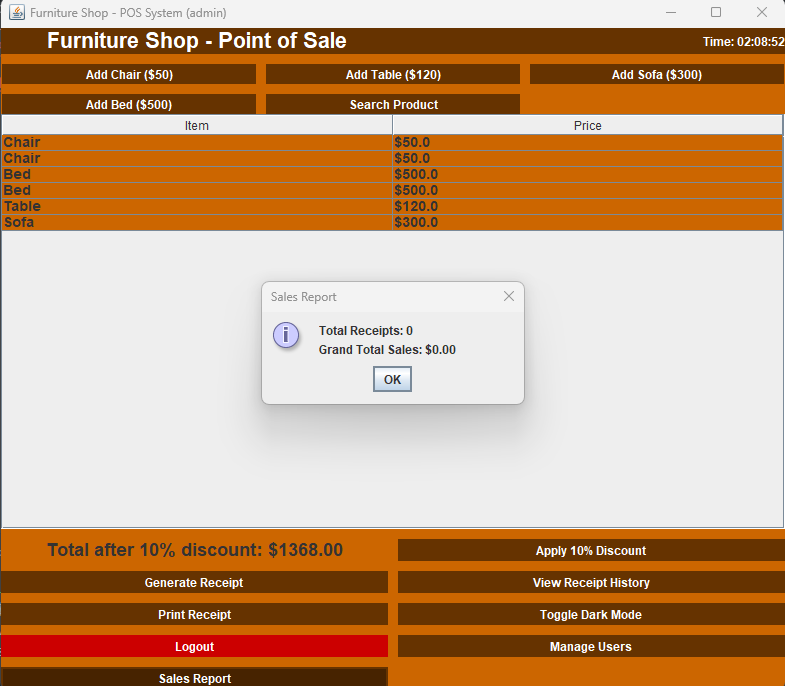 Furniture Shop - POS System (admin)
Furniture Shop - Point of Sale
Time: 02:08:52
Add Chair ($50)
Add Table ($120)
Add Sofa ($300)
Add Bed ($500)
Search Product
Item
Price
Chair $50.0
Chair $50.0
Bed $500.0
Bed $500.0
Table $120.0
Sofa $300.0
Sales Report
i
Total Receipts: 0
Grand Total Sales: $0.00
OK
Total after 10% discount: $1368.00
Apply 10% Discount
Generate Receipt
View Receipt History
Print Receipt
Toggle Dark Mode
Logout
Manage Users
Sales Report